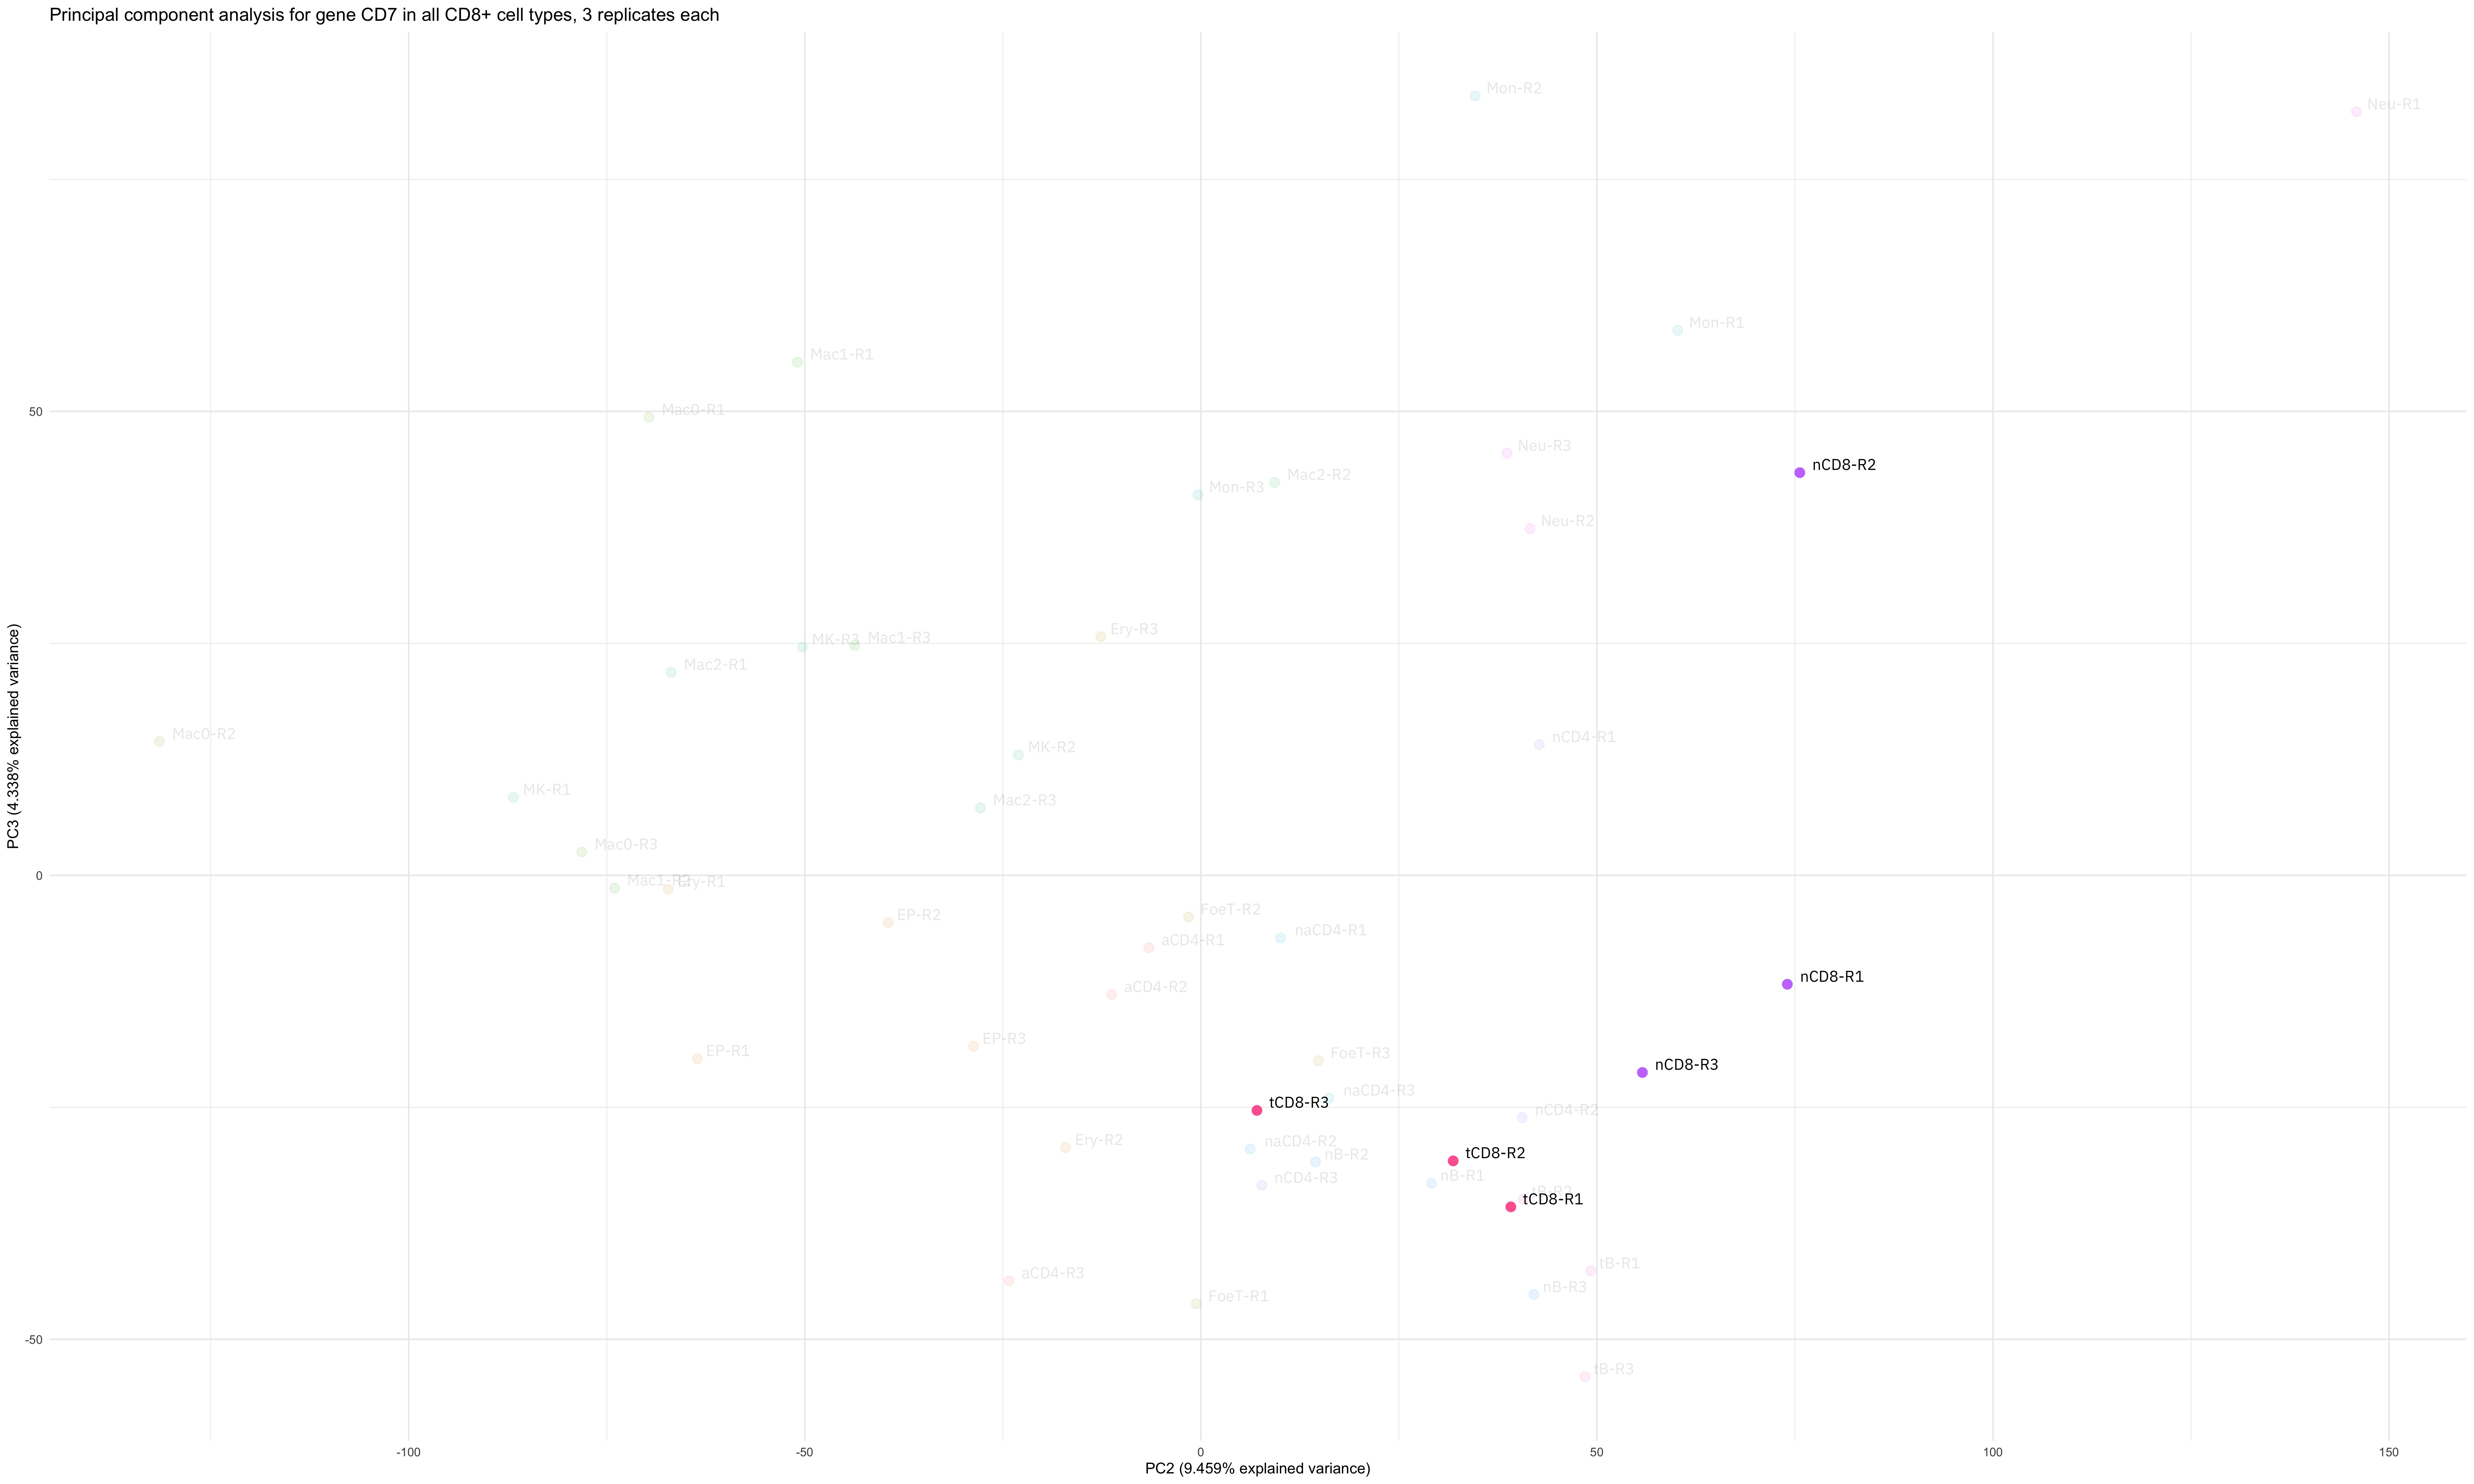 Principal component analysis for gene CD7 in all CD8+ cell types, 3 replicates each
Mon-R2
Neu-R1
Mon-R1
Mac1-R1
Mac0-R1
50
Neu-R3
nCD8-R2
Mac2-R2
Mon-R3
Neu-R2
Ery-R3
Mac1-R3
MK-R3
Mac2-R1
Mac0-R2
nCD4-R1
MK-R2
Mac2-R3
MK-R1
Mac0-R3
0
Mac1-R2
Ery-R1
EP-R2
FoeT-R2
naCD4-R1
aCD4-R1
nCD8-R1
aCD4-R2
EP-R3
EP-R1
FoeT-R3
nCD8-R3
naCD4-R3
tCD8-R3
nCD4-R2
Ery-R2
naCD4-R2
tCD8-R2
nB-R2
nB-R1
nCD4-R3
tB-R2
tCD8-R1
tB-R1
aCD4-R3
nB-R3
FoeT-R1
-50
tB-R3
-100
-50
0
50
100
150
PC2 (9.459% explained variance)
PC3 (4.338% explained variance)